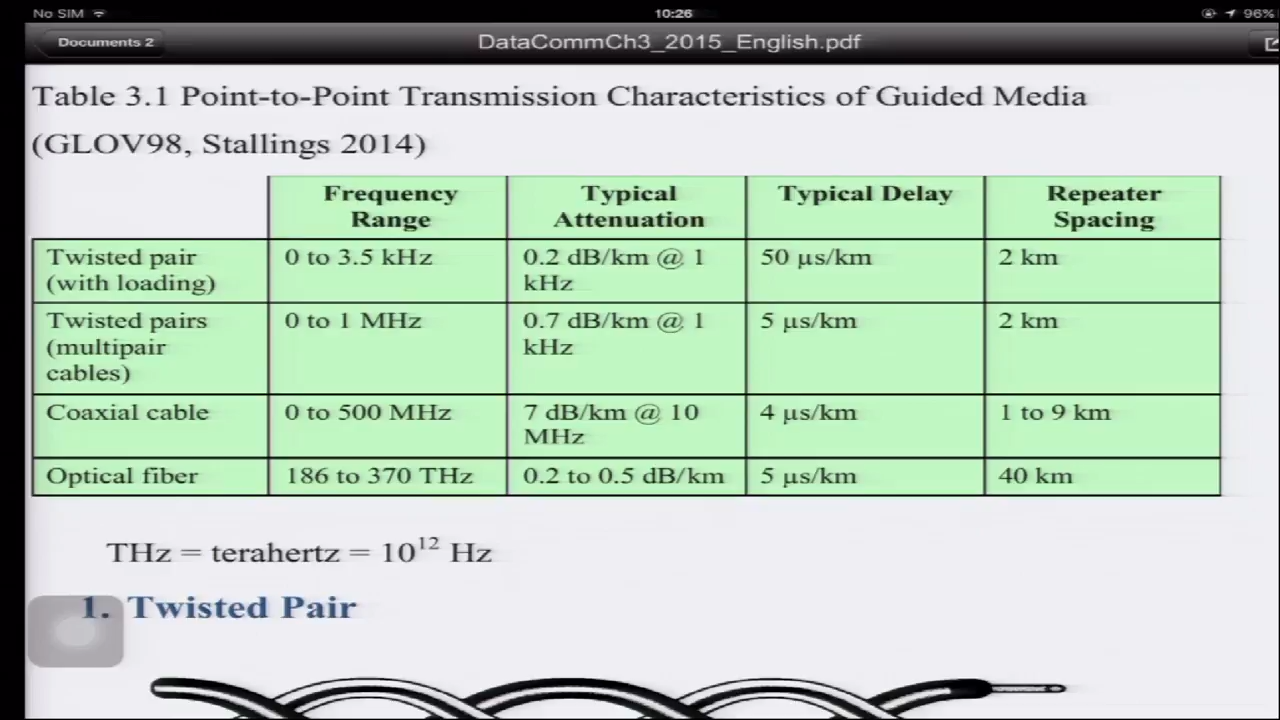 No SIM
10:26
96%
Documents 2
DataCommCh3_2015_English.pdf
Table 3.1 Point-to-Point Transmission Characteristics of Guided Media
(GLOV98, Stallings 2014)
Frequency
Range
Typical
Attenuation
Typical Delay
Repeater
Spacing
Twisted pair
(with loading)
0 to 3.5 kHz
0.2 dB/km @ 1
kHz
50 µs/km
2 km
Twisted pairs
(multipair
cables)
0 to 1 MHz
0.7 dB/km @ 1
kHz
5 µs/km
2 km
Coaxial cable
0 to 500 MHz
7 dB/km @ 10
MHz
4 µs/km
1 to 9 km
Optical fiber
186 to 370 THz
0.2 to 0.5 dB/km
5 µs/km
40 km
THz = terahertz = 10¹² Hz
1. Twisted Pair